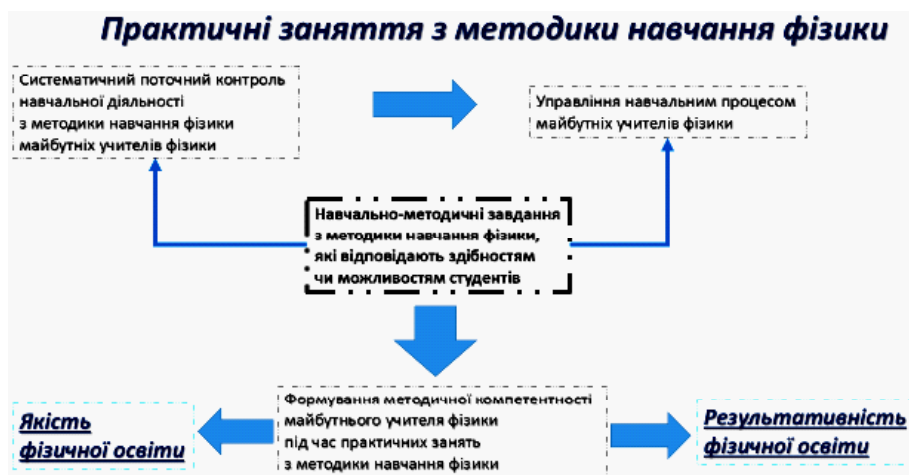 Практичні заняття з методики навчання фізики
Систематичний поточний контроль
навчальної діяльності
з методики навчання фізики
майбутніх учителів фізики
Управління навчальним процесом
майбутніх учителів фізики
Навчально-методичні завдання
з методики навчання фізики,
які відповідають здібностям
чи можливостям студентів
Формування методичної компетентності
майбутнього учителя фізики
під час практичних занять
з методики навчання фізики
Якість
фізичної освіти
Результативність
фізичної освіти